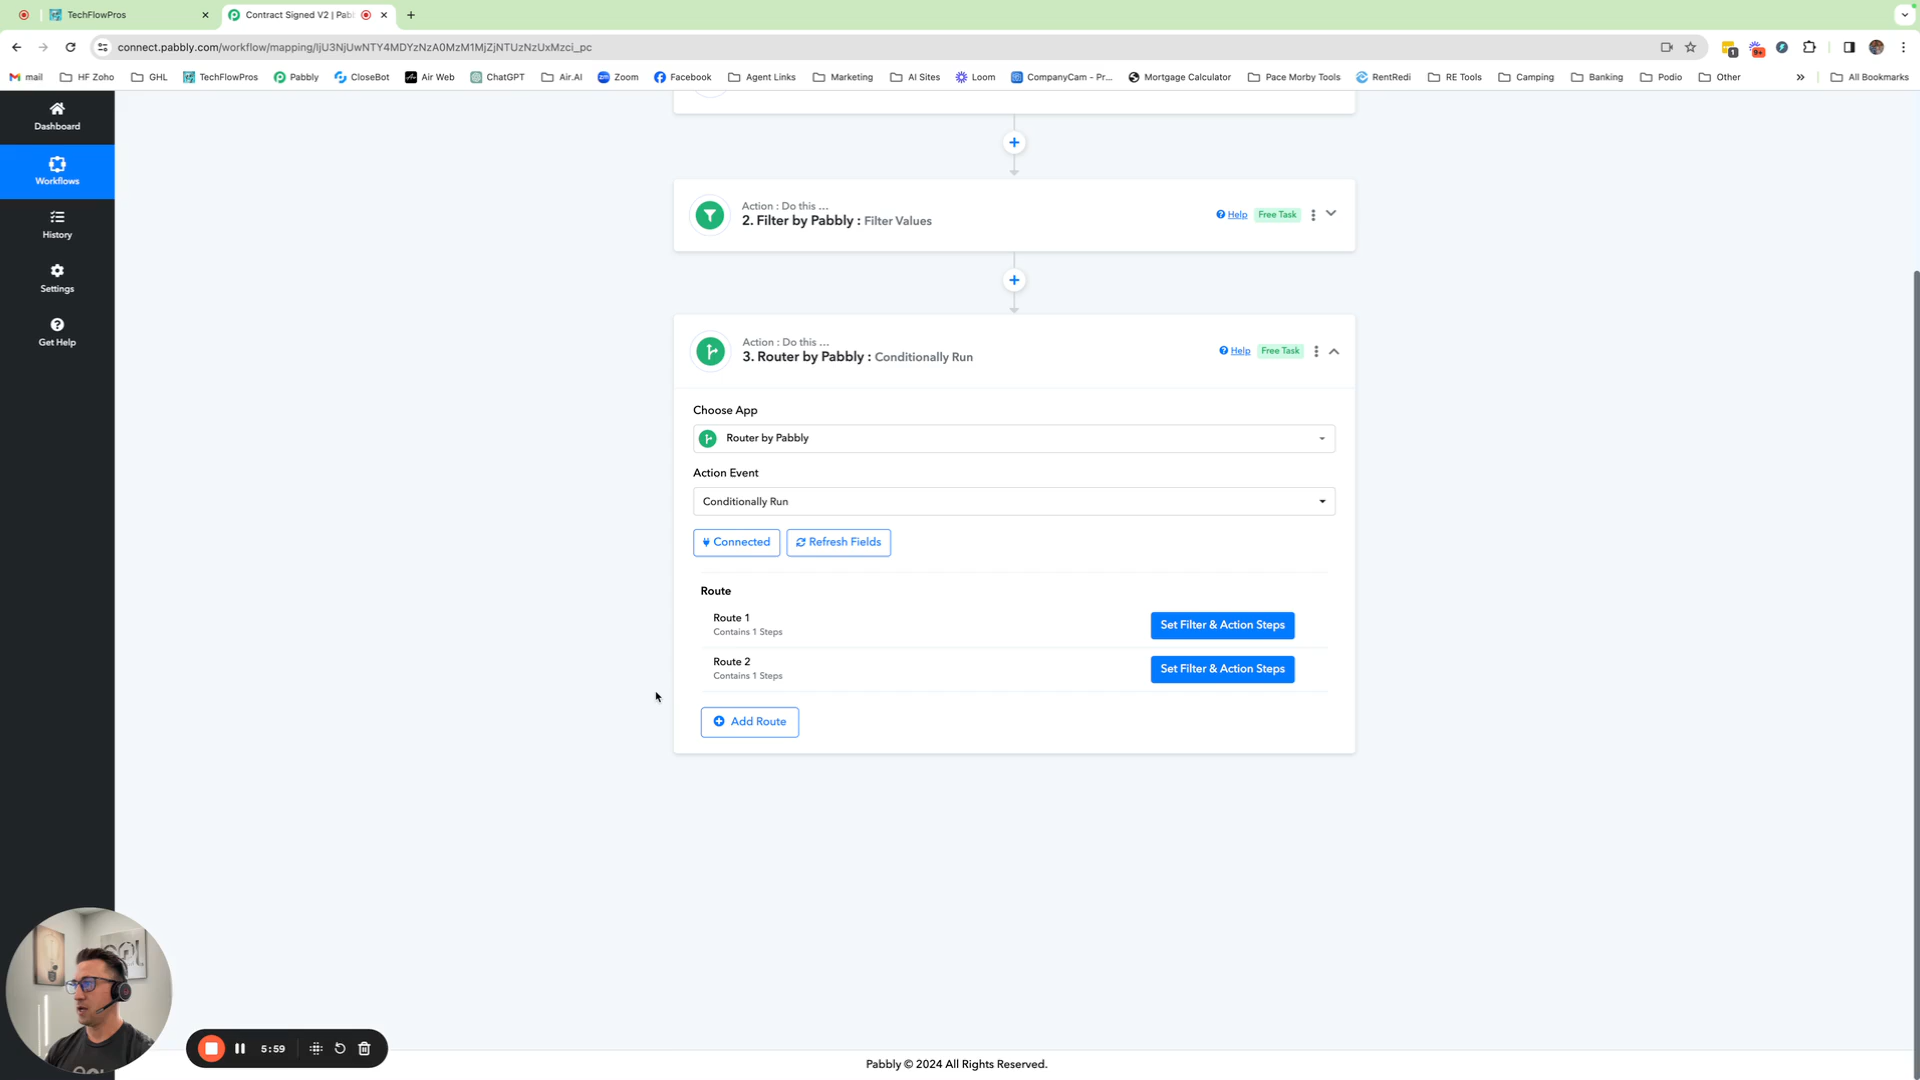 TechFlowPros
Contract Signed V2 | Pab
connect.pabbly.com/workflow/mapping/IjU3NjUwNTY4MDYzNzA0MzM1MjZjNTUzNzUxMzci_pc
1
9+
mail
HF Zoho
GHL
TechFlowPros
Pabbly
CloseBot
Air Web
ChatGPT
Air.AI
Zoom
Facebook
Agent Links
Marketing
AI Sites
Loom
CompanyCam - Pr...
Mortgage Calculator
Pace Morby Tools
RentRedi
RE Tools
Camping
Banking
Podio
Other
»
All Bookmarks
Dashboard
Workflows
History
Settings
Get Help
Action : Do this ...
2. Filter by Pabbly : Filter Values
Help
Free Task
Action : Do this ...
3. Router by Pabbly : Conditionally Run
Help
Free Task
Choose App
Router by Pabbly
Action Event
Conditionally Run
Connected
Refresh Fields
Route
Route 1
Contains 1 Steps
Set Filter & Action Steps
Route 2
Contains 1 Steps
Set Filter & Action Steps
Add Route
5:59
Pabbly © 2024 All Rights Reserved.